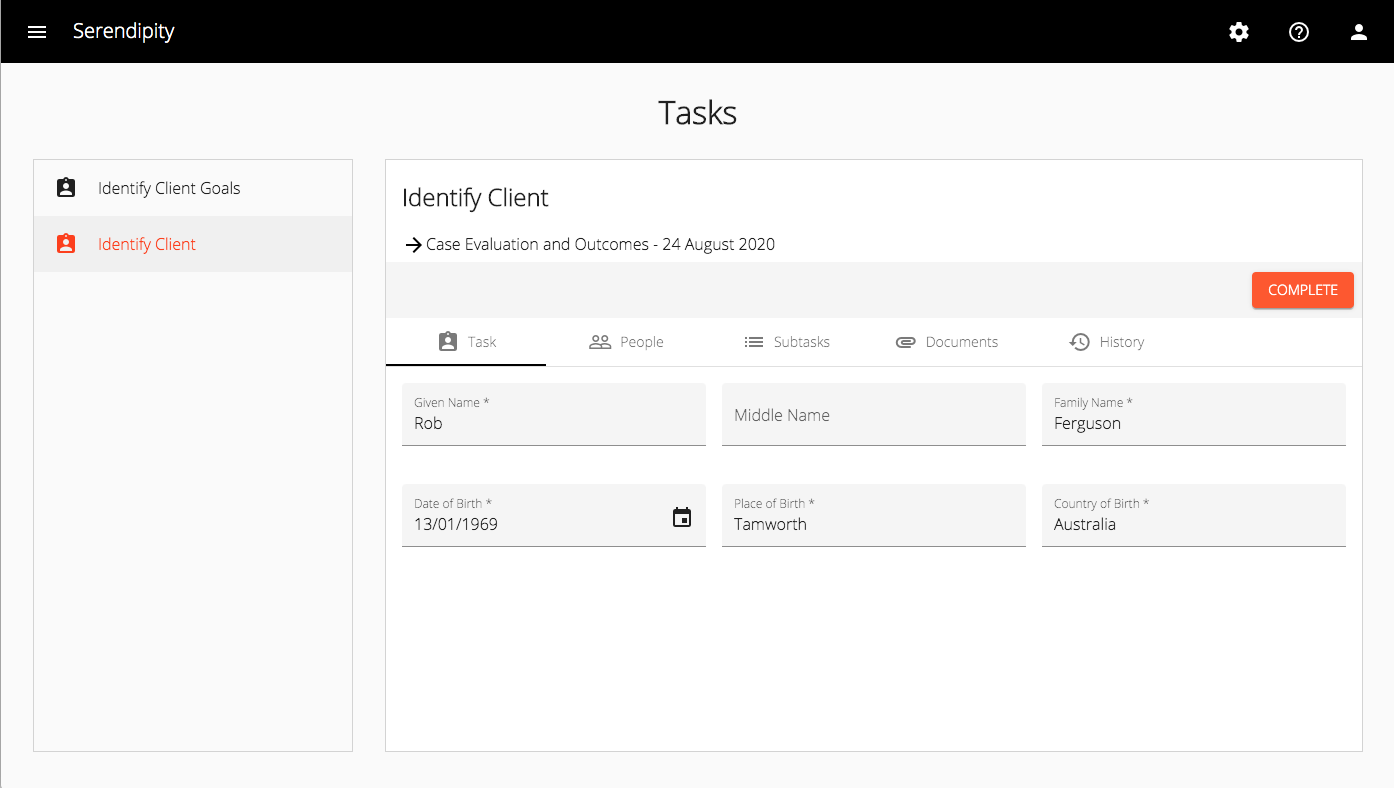 Serendipity
Tasks
Identify Client Goals
Identify Client
Identify Client
Case Evaluation and Outcomes - 24 August 2020
COMPLETE
Task People Subtasks Documents History
Given Name * Middle Name Family Name *
Rob Ferguson
Date of Birth * Place of Birth * Country of Birth *
13/01/1969 Tamworth Australia